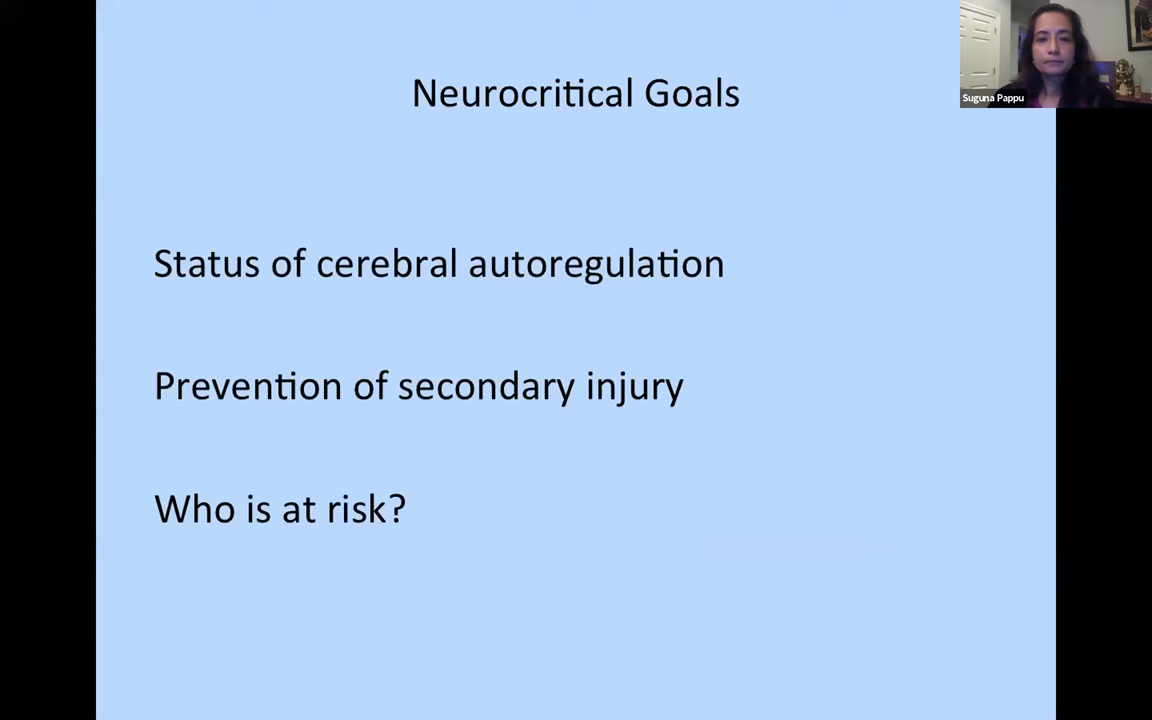 Neurocritical Goals
Suguna Pappu
Status of cerebral autoregulation
Prevention of secondary injury
Who is at risk?